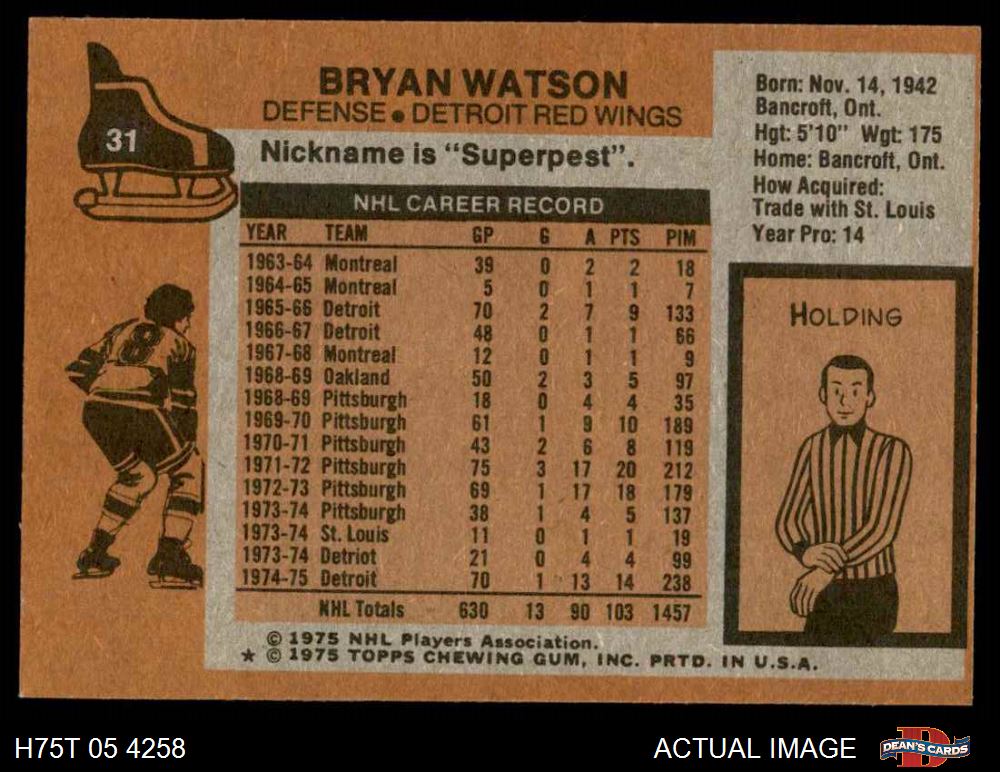 31
BRYAN WATSON
DEFENSE • DETROIT RED WINGS
Nickname is "Superpest".
NHL CAREER RECORD
YEAR TEAM GP G A PTS PIM
1963-64 Montreal 39 0 2 2 18
1964-65 Montreal 5 0 1 1 7
1965-66 Detroit 70 2 7 9 133
1966-67 Detroit 48 0 1 1 66
1967-68 Montreal 12 0 1 1 9
1968-69 Oakland 50 2 3 5 97
1968-69 Pittsburgh 18 0 4 4 35
1969-70 Pittsburgh 61 1 9 10 189
1970-71 Pittsburgh 43 2 6 8 119
1971-72 Pittsburgh 75 3 17 20 212
1972-73 Pittsburgh 69 1 17 18 179
1973-74 Pittsburgh 38 1 4 5 137
1973-74 St. Louis 11 0 1 1 19
1973-74 Detriot 21 0 4 4 99
1974-75 Detroit 70 1 13 14 238
NHL Totals 630 13 90 103 1457
© 1975 NHL Players Association.
★ © 1975 TOPPS CHEWING GUM, INC. PRTD. IN U.S.A.
Born: Nov. 14, 1942
Bancroft, Ont.
Hgt: 5'10" Wgt: 175
Home: Bancroft, Ont.
How Acquired:
Trade with St. Louis
Year Pro: 14
HOLDING
8
H75T 05 4258
ACTUAL IMAGE
D
DEAN'S CARDS